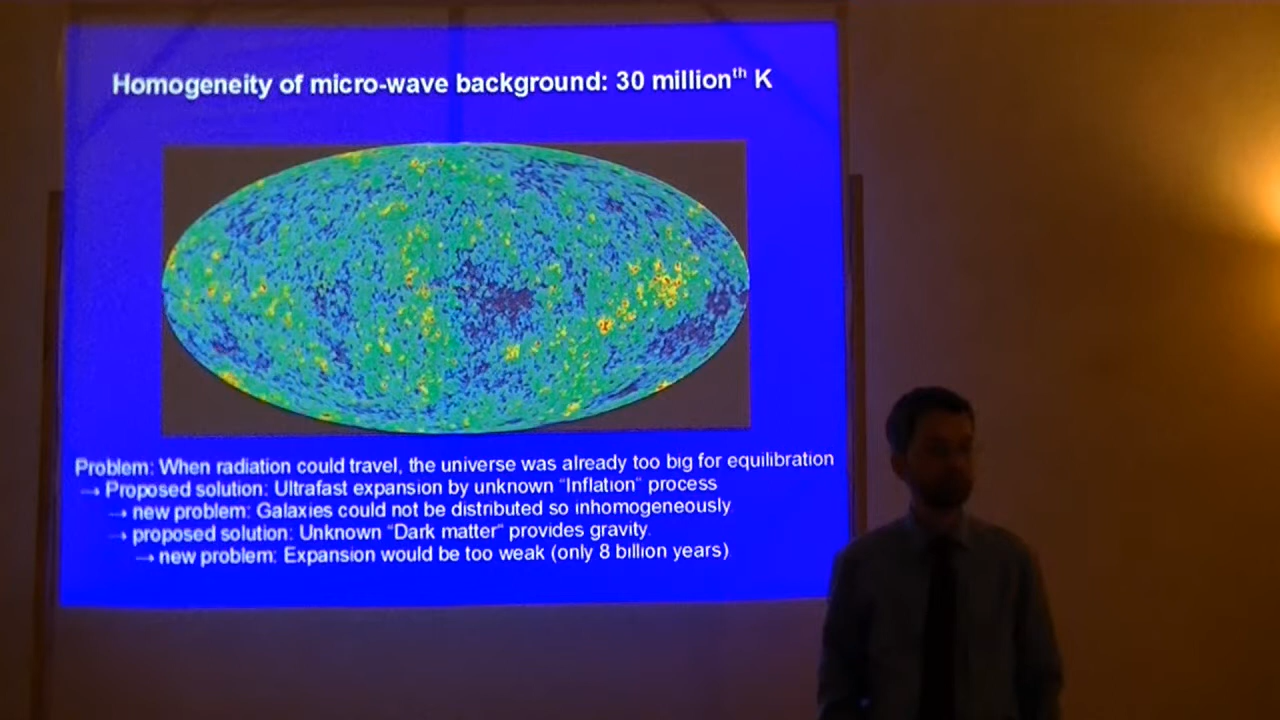 Homogeneity of micro-wave background: 30 millionth K
Problem: When radiation could travel, the universe was already too big for equilibration
→ Proposed solution: Ultrafast expansion by unknown "Inflation" process
→ new problem: Galaxies could not be distributed so inhomogeneously
→ proposed solution: Unknown "Dark matter" provides gravity.
→ new problem: Expansion would be too weak (only 8 billion years)